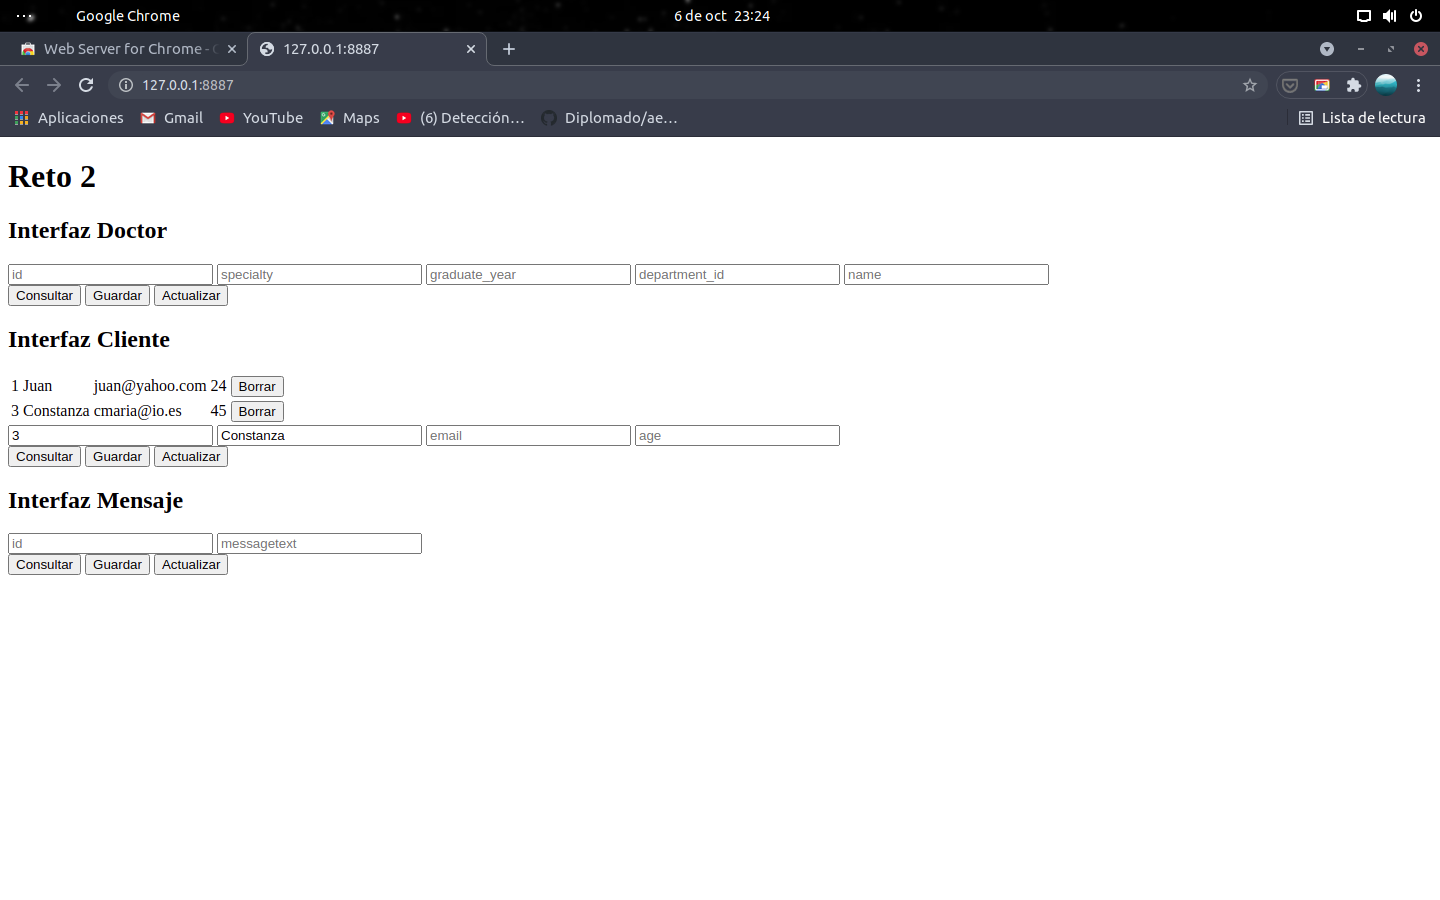 Google Chrome 6 de oct 23:24
Web Server for Chrome - 127.0.0.1:8887
127.0.0.1:8887
Aplicaciones Gmail YouTube Maps (6) Detección… Diplomado/ae… Lista de lectura
Reto 2
Interfaz Doctor
id specialty graduate_year department_id name
Consultar Guardar Actualizar
Interfaz Cliente
1 Juan juan@yahoo.com 24 Borrar
3 Constanza cmaria@io.es 45 Borrar
3 Constanza email age
Consultar Guardar Actualizar
Interfaz Mensaje
id messagetext
Consultar Guardar Actualizar